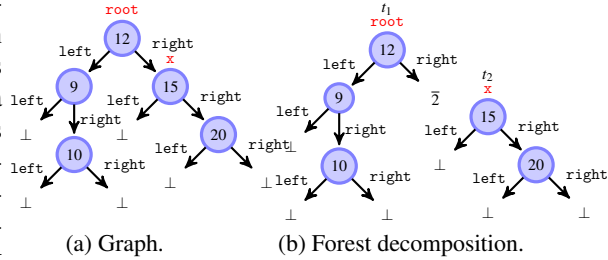 root
12
left
right
x
9
15
left
right
left
right
⊥
⊥
10
20
left
right
left
right
⊥
⊥
⊥
⊥
(a) Graph.
t₁
root
12
left
right
9
2̅
left
right
⊥
10
left
right
⊥
⊥
t₂
x
15
left
right
⊥
20
left
right
⊥
⊥
(b) Forest decomposition.